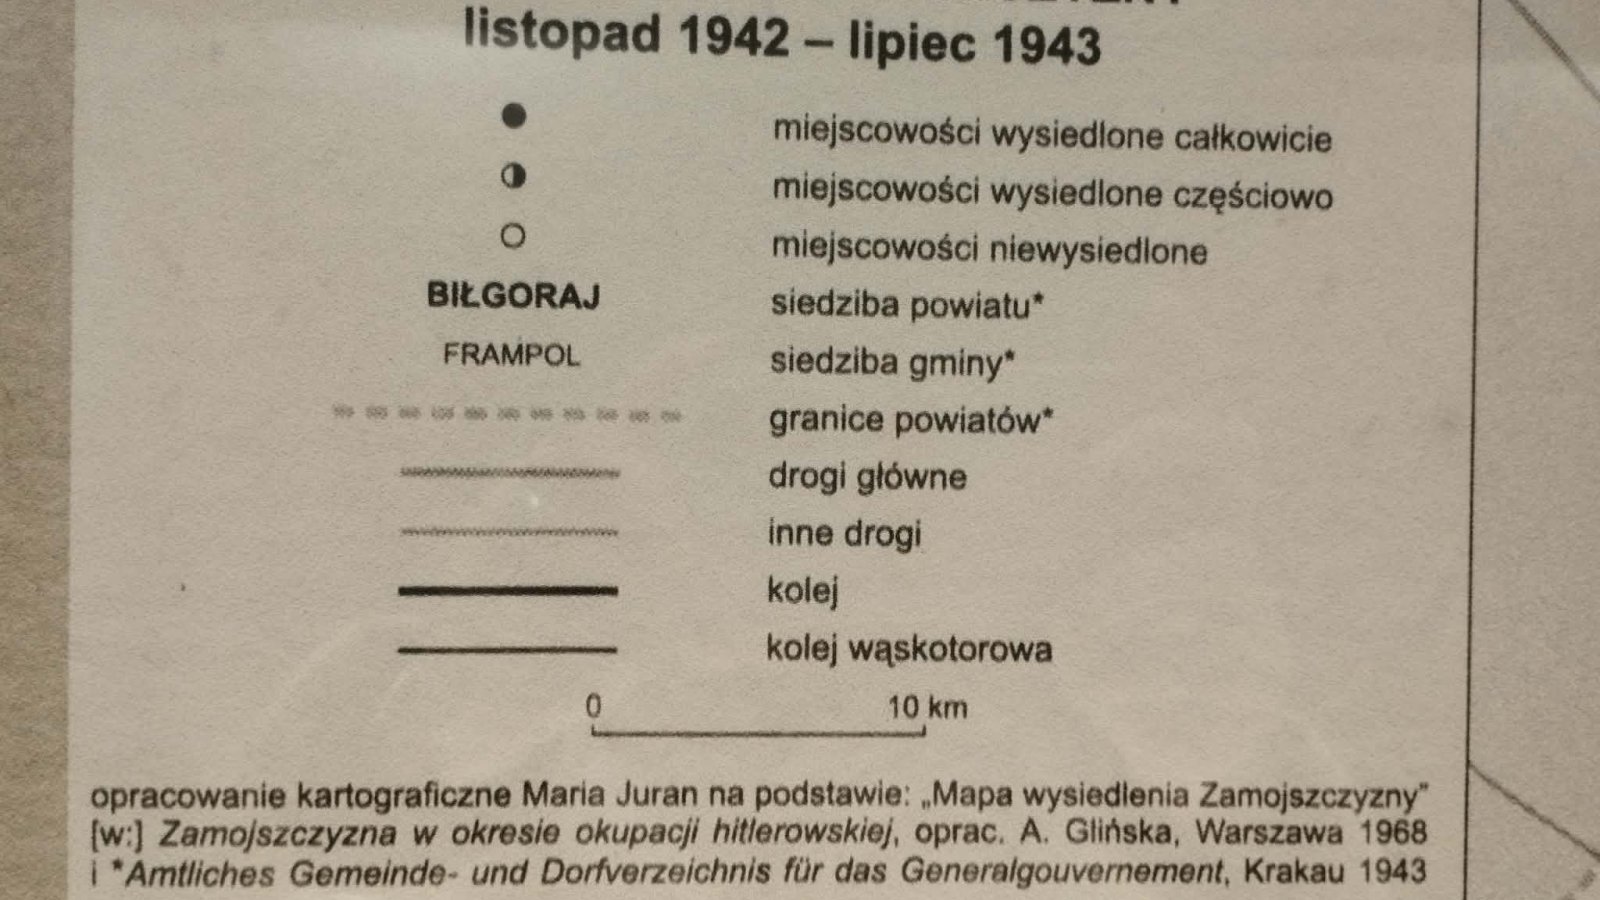 listopad 1942 – lipiec 1943
miejscowości wysiedlone całkowicie
miejscowości wysiedlone częściowo
miejscowości niewysiedlone
BIŁGORAJ siedziba powiatu*
FRAMPOL siedziba gminy*
granice powiatów*
drogi główne
inne drogi
kolej
kolej wąskotorowa
0 10 km
opracowanie kartograficzne Maria Juran na podstawie: „Mapa wysiedlenia Zamojszczyzny”
[w:] Zamojszczyzna w okresie okupacji hitlerowskiej, oprac. A. Glińska, Warszawa 1968
i *Amtliches Gemeinde- und Dorfverzeichnis für das Generalgouvernement, Krakau 1943